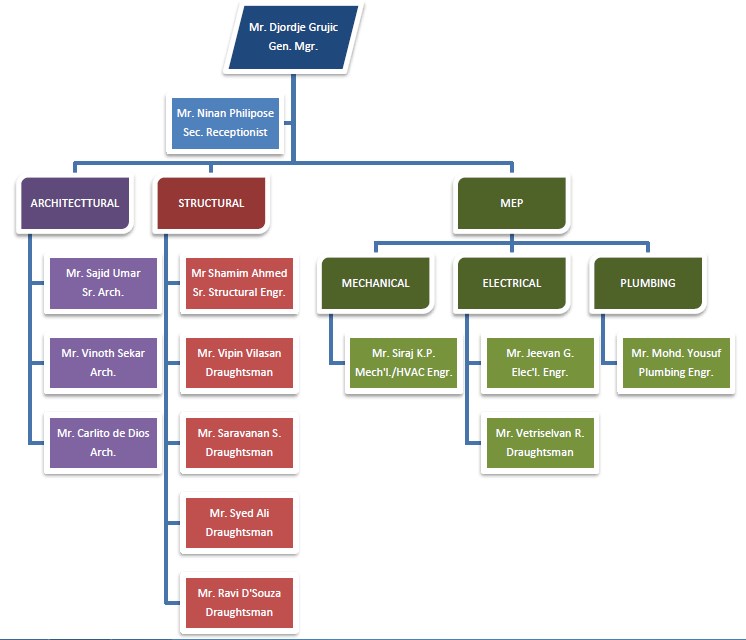 Mr. Djordje Grujic
Gen. Mgr.
Mr. Ninan Philipose
Sec. Receptionist
ARCHITECTTURAL
STRUCTURAL
MEP
Mr. Sajid Umar
Sr. Arch.
Mr Shamim Ahmed
Sr. Structural Engr.
MECHANICAL
ELECTRICAL
PLUMBING
Mr. Vinoth Sekar
Arch.
Mr. Vipin Vilasan
Draughtsman
Mr. Siraj K.P.
Mech'l./HVAC Engr.
Mr. Jeevan G.
Elec'l. Engr.
Mr. Mohd. Yousuf
Plumbing Engr.
Mr. Carlito de Dios
Arch.
Mr. Saravanan S.
Draughtsman
Mr. Vetriselvan R.
Draughtsman
Mr. Syed Ali
Draughtsman
Mr. Ravi D'Souza
Draughtsman